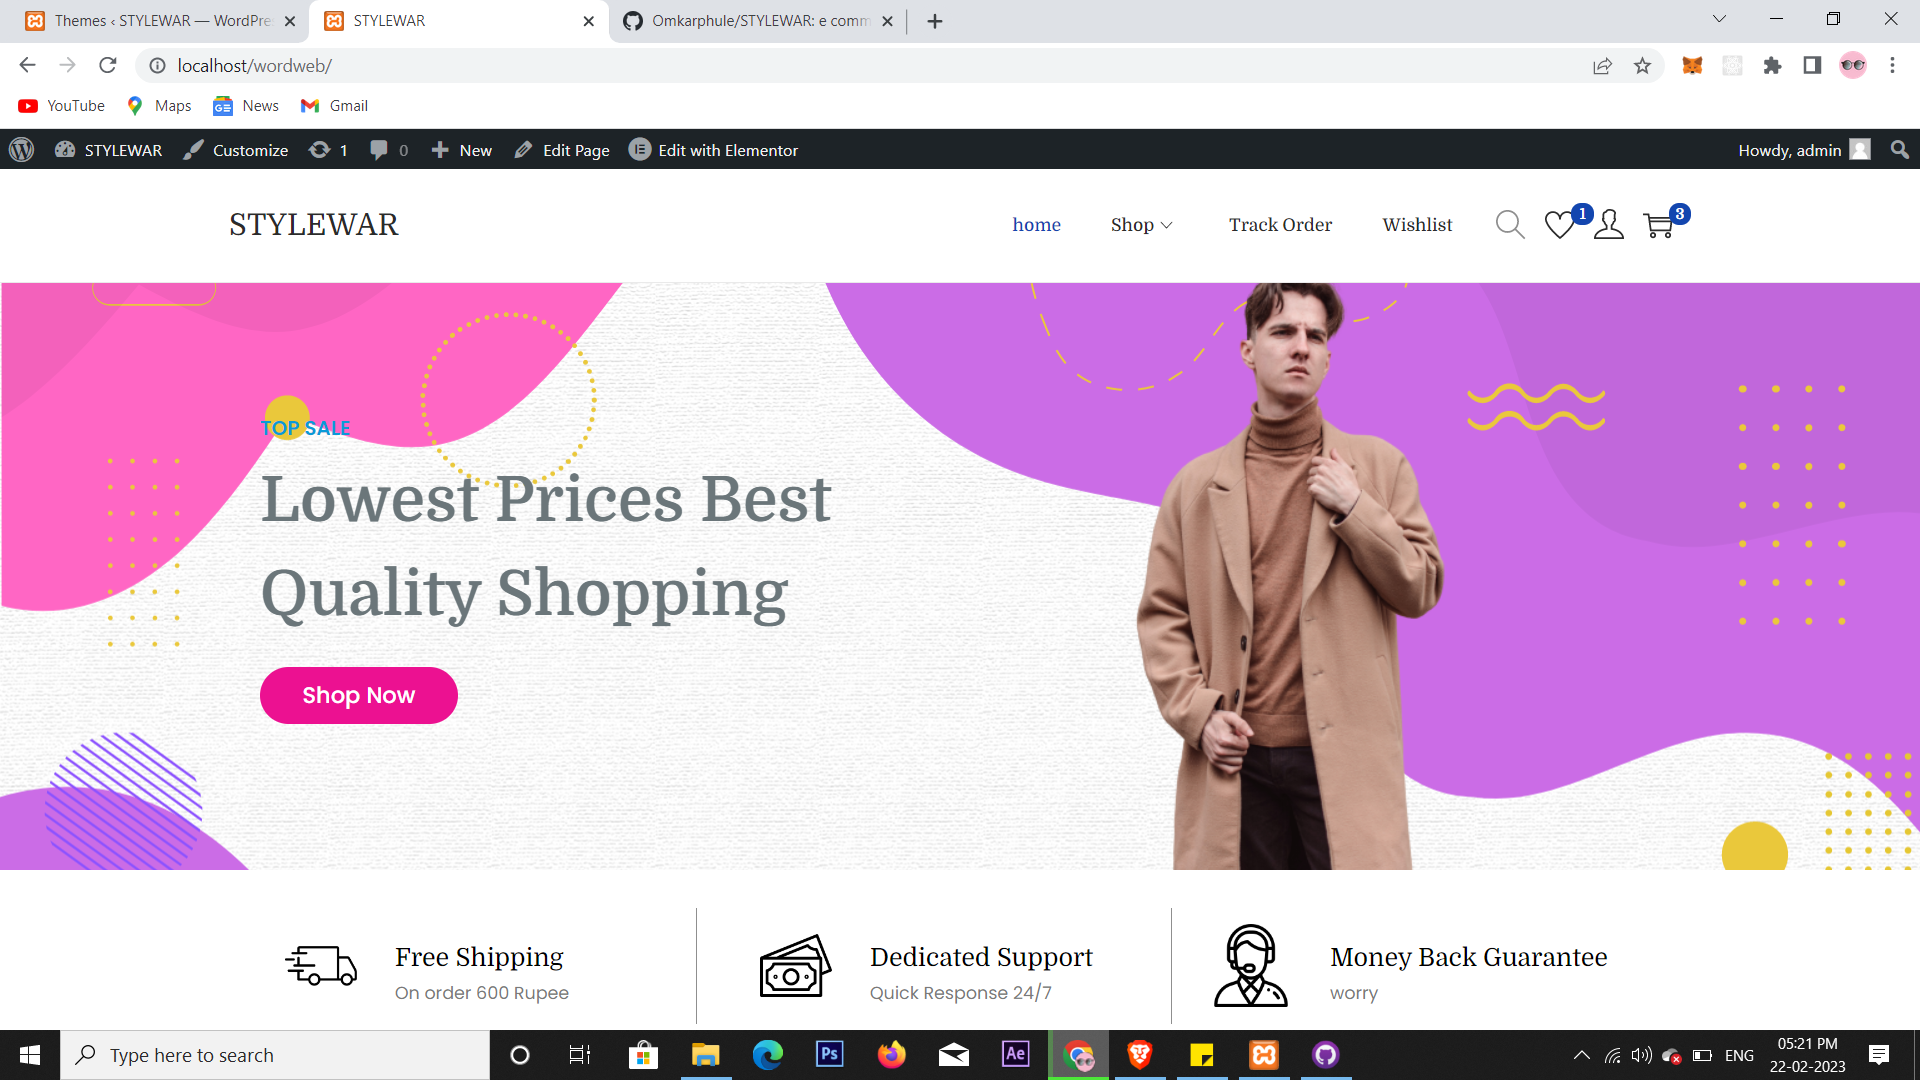 Themes ‹ STYLEWAR — WordPre
STYLEWAR
Omkarphule/STYLEWAR: e comm
localhost/wordweb/
YouTube
Maps
News
Gmail
STYLEWAR
Customize
1
0
New
Edit Page
Edit with Elementor
Howdy, admin
STYLEWAR
home
Shop
Track Order
Wishlist
1
3
TOP SALE
Lowest Prices Best
Quality Shopping
Shop Now
Free Shipping
On order 600 Rupee
Dedicated Support
Quick Response 24/7
Money Back Guarantee
worry
Type here to search
Ps
Ae
ENG
05:21 PM
22-02-2023